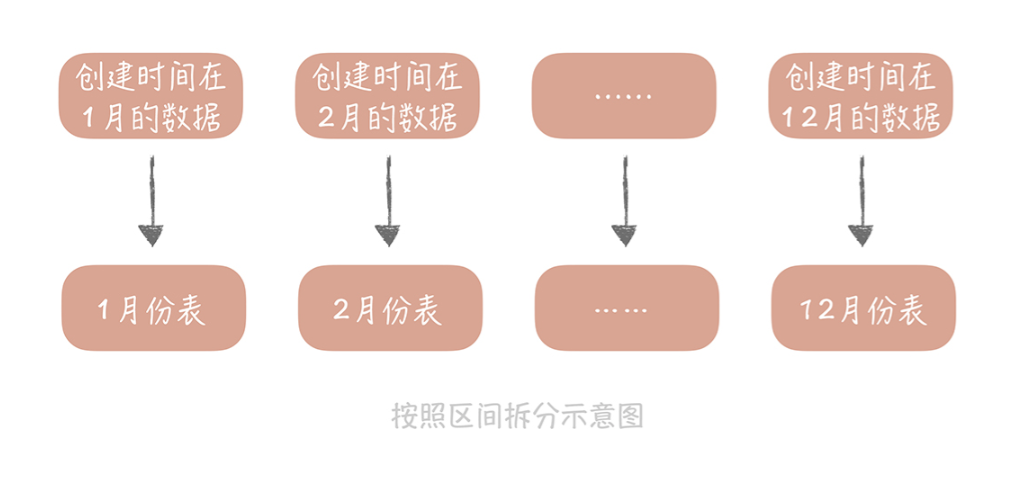 创建时间在
1月的数据
创建时间在
2月的数据
……
创建时间在
12月的数据
1月份表
2月份表
……
12月份表
按照区间拆分示意图